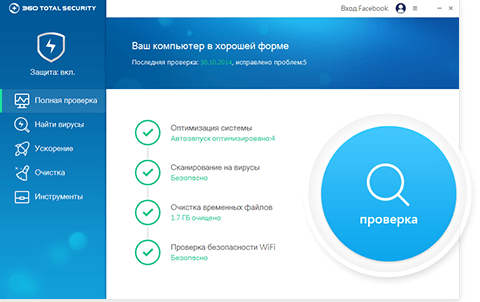 360 TOTAL SECURITY
Вход Facebook
Защита: вкл.
Полная проверка
Найти вирусы
Ускорение
Очистка
Инструменты
Ваш компьютер в хорошей форме
Последняя проверка: 30.10.2014, исправлено проблем:5
Оптимизация системы
Автозапуск оптимизировано:4
Сканирование на вирусы
Безопасно
Очистка временных файлов
1.7 ГБ очищено
Проверка безопасности WiFi
Безопасно
проверка